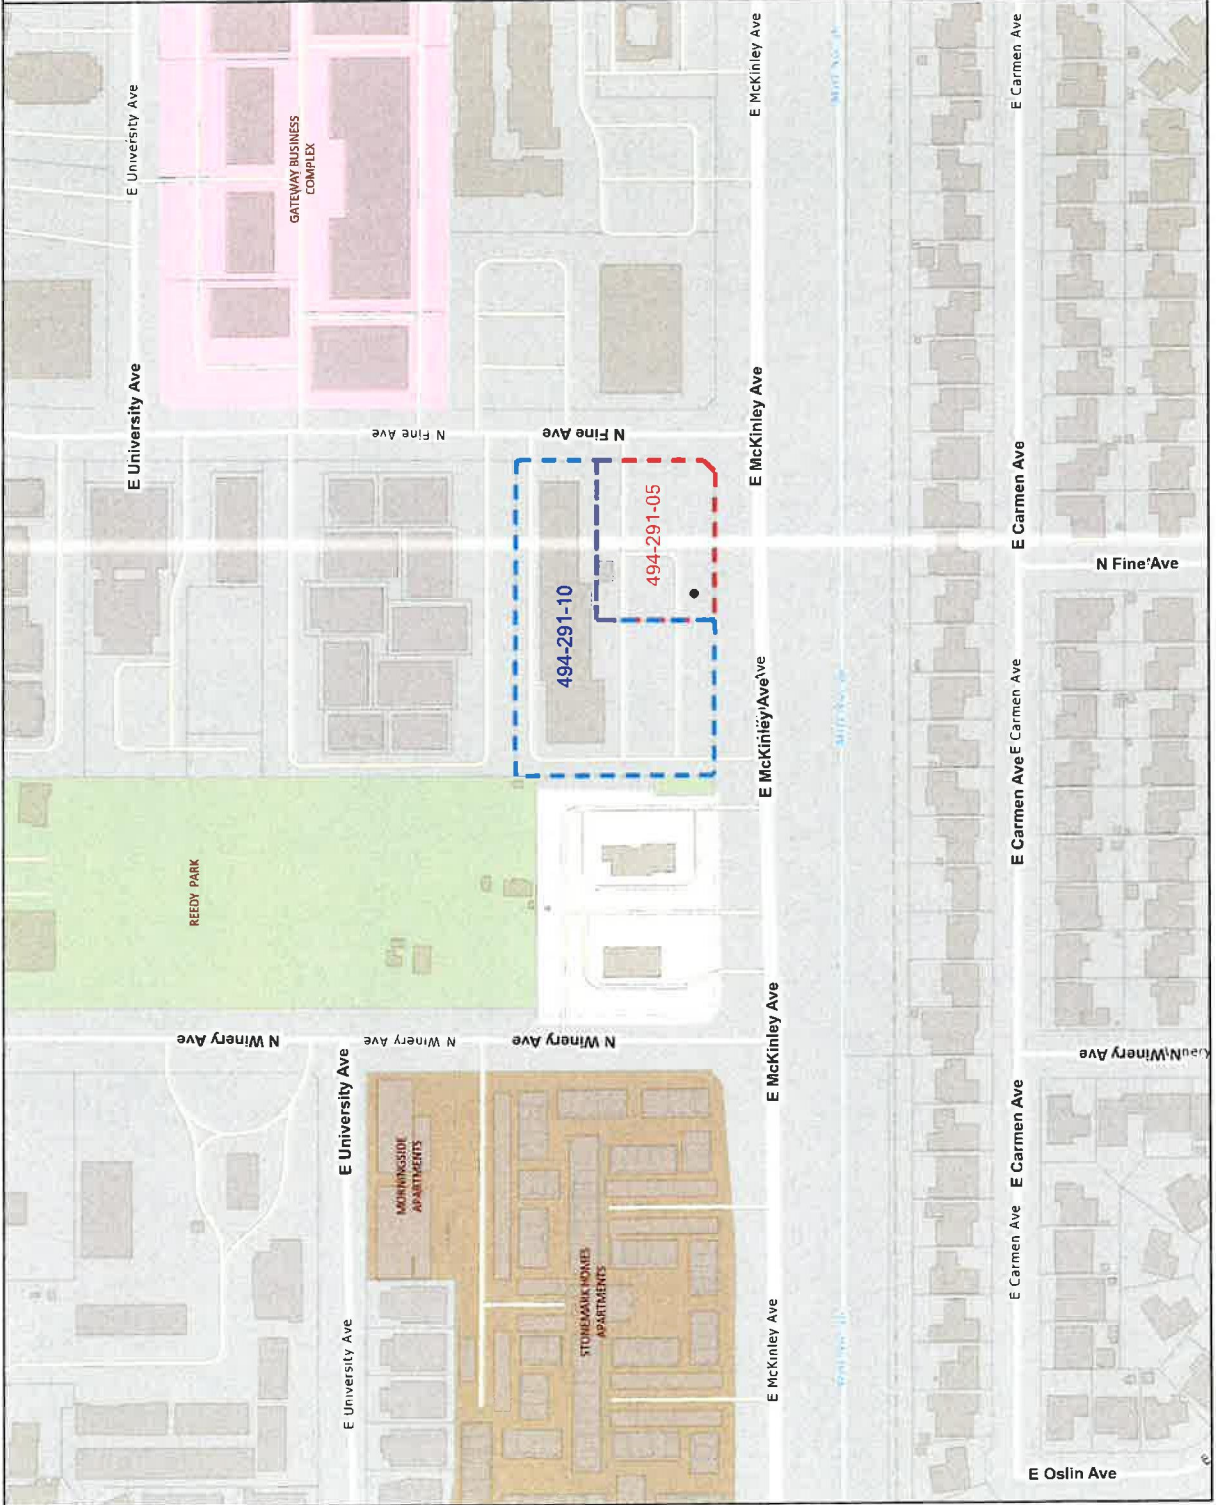 E University Ave
E University Ave
GATEWAY BUSINESS
COMPLEX
E McKinley Ave
E Carmen Ave
N Fine Ave
N Fine Ave
E McKinley Ave
E Carmen Ave
494-291-05
494-291-10
N Fine Ave
E McKinley Ave
E Carmen Ave
E Carmen Ave
REEDY PARK
N Winery Ave
N Winery Ave
N Winery Ave
E McKinley Ave
N Winery
E University Ave
MORNINGSIDE
APARTMENTS
E Carmen Ave
E Carmen Ave
STONEMARK HOMES
APARTMENTS
E University Ave
E McKinley Ave
E Oslin Ave